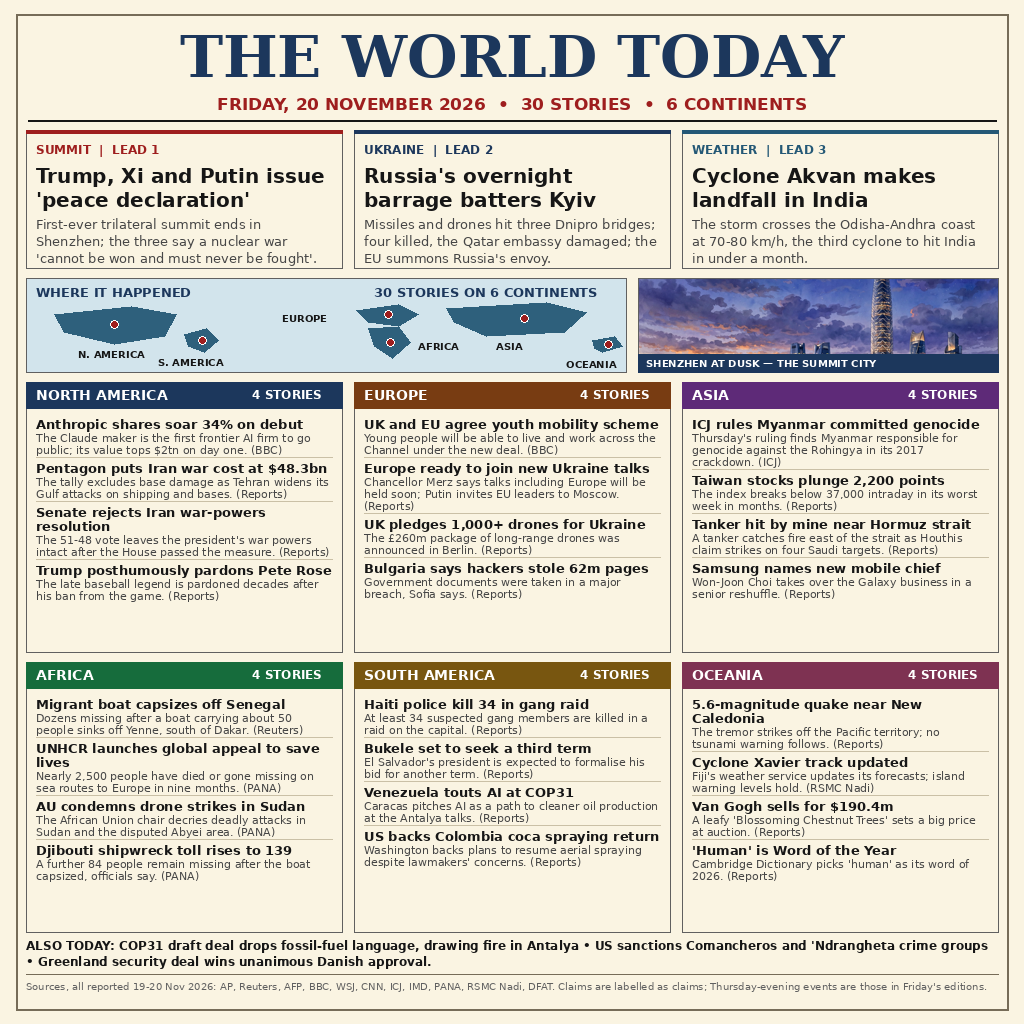 THE WORLD TODAY
FRIDAY, 20 NOVEMBER 2026 • 30 STORIES • 6 CONTINENTS
SUMMIT | LEAD 1
Trump, Xi and Putin issue
'peace declaration'
First-ever trilateral summit ends in
Shenzhen; the three say a nuclear war
'cannot be won and must never be fought'.
UKRAINE | LEAD 2
Russia's overnight
barrage batters Kyiv
Missiles and drones hit three Dnipro bridges;
four killed, the Qatar embassy damaged; the
EU summons Russia's envoy.
WEATHER | LEAD 3
Cyclone Akvan makes
landfall in India
The storm crosses the Odisha-Andhra coast
at 70-80 km/h, the third cyclone to hit India
in under a month.
WHERE IT HAPPENED
30 STORIES ON 6 CONTINENTS
EUROPE
N. AMERICA
S. AMERICA
AFRICA
ASIA
OCEANIA
SHENZHEN AT DUSK — THE SUMMIT CITY
NORTH AMERICA 4 STORIES
Anthropic shares soar 34% on debut
The Claude maker is the first frontier AI firm to go
public; its value tops $2tn on day one. (BBC)
Pentagon puts Iran war cost at $48.3bn
The tally excludes base damage as Tehran widens its
Gulf attacks on shipping and bases. (Reports)
Senate rejects Iran war-powers
resolution
The 51-48 vote leaves the president's war powers
intact after the House passed the measure. (Reports)
Trump posthumously pardons Pete Rose
The late baseball legend is pardoned decades after
his ban from the game. (Reports)
EUROPE 4 STORIES
UK and EU agree youth mobility scheme
Young people will be able to live and work across the
Channel under the new deal. (BBC)
Europe ready to join new Ukraine talks
Chancellor Merz says talks including Europe will be
held soon; Putin invites EU leaders to Moscow.
(Reports)
UK pledges 1,000+ drones for Ukraine
The £260m package of long-range drones was
announced in Berlin. (Reports)
Bulgaria says hackers stole 62m pages
Government documents were taken in a major
breach, Sofia says. (Reports)
ASIA 4 STORIES
ICJ rules Myanmar committed genocide
Thursday's ruling finds Myanmar responsible for
genocide against the Rohingya in its 2017
crackdown. (ICJ)
Taiwan stocks plunge 2,200 points
The index breaks below 37,000 intraday in its worst
week in months. (Reports)
Tanker hit by mine near Hormuz strait
A tanker catches fire east of the strait as Houthis
claim strikes on four Saudi targets. (Reports)
Samsung names new mobile chief
Won-Joon Choi takes over the Galaxy business in a
senior reshuffle. (Reports)
AFRICA 4 STORIES
Migrant boat capsizes off Senegal
Dozens missing after a boat carrying about 50
people sinks off Yenne, south of Dakar. (Reuters)
UNHCR launches global appeal to save
lives
Nearly 2,500 people have died or gone missing on
sea routes to Europe in nine months. (PANA)
AU condemns drone strikes in Sudan
The African Union chair decries deadly attacks in
Sudan and the disputed Abyei area. (PANA)
Djibouti shipwreck toll rises to 139
A further 84 people remain missing after the boat
capsized, officials say. (PANA)
SOUTH AMERICA 4 STORIES
Haiti police kill 34 in gang raid
At least 34 suspected gang members are killed in a
raid on the capital. (Reports)
Bukele set to seek a third term
El Salvador's president is expected to formalise his
bid for another term. (Reports)
Venezuela touts AI at COP31
Caracas pitches AI as a path to cleaner oil production
at the Antalya talks. (Reports)
US backs Colombia coca spraying return
Washington backs plans to resume aerial spraying
despite lawmakers' concerns. (Reports)
OCEANIA 4 STORIES
5.6-magnitude quake near New
Caledonia
The tremor strikes off the Pacific territory; no
tsunami warning follows. (Reports)
Cyclone Xavier track updated
Fiji's weather service updates its forecasts; island
warning levels hold. (RSMC Nadi)
Van Gogh sells for $190.4m
A leafy 'Blossoming Chestnut Trees' sets a big price
at auction. (Reports)
'Human' is Word of the Year
Cambridge Dictionary picks 'human' as its word of
2026. (Reports)
ALSO TODAY: COP31 draft deal drops fossil-fuel language, drawing fire in Antalya • US sanctions Comancheros and 'Ndrangheta crime groups
• Greenland security deal wins unanimous Danish approval.
Sources, all reported 19-20 Nov 2026: AP, Reuters, AFP, BBC, WSJ, CNN, ICJ, IMD, PANA, RSMC Nadi, DFAT. Claims are labelled as claims; Thursday-evening events are those in Friday's editions.